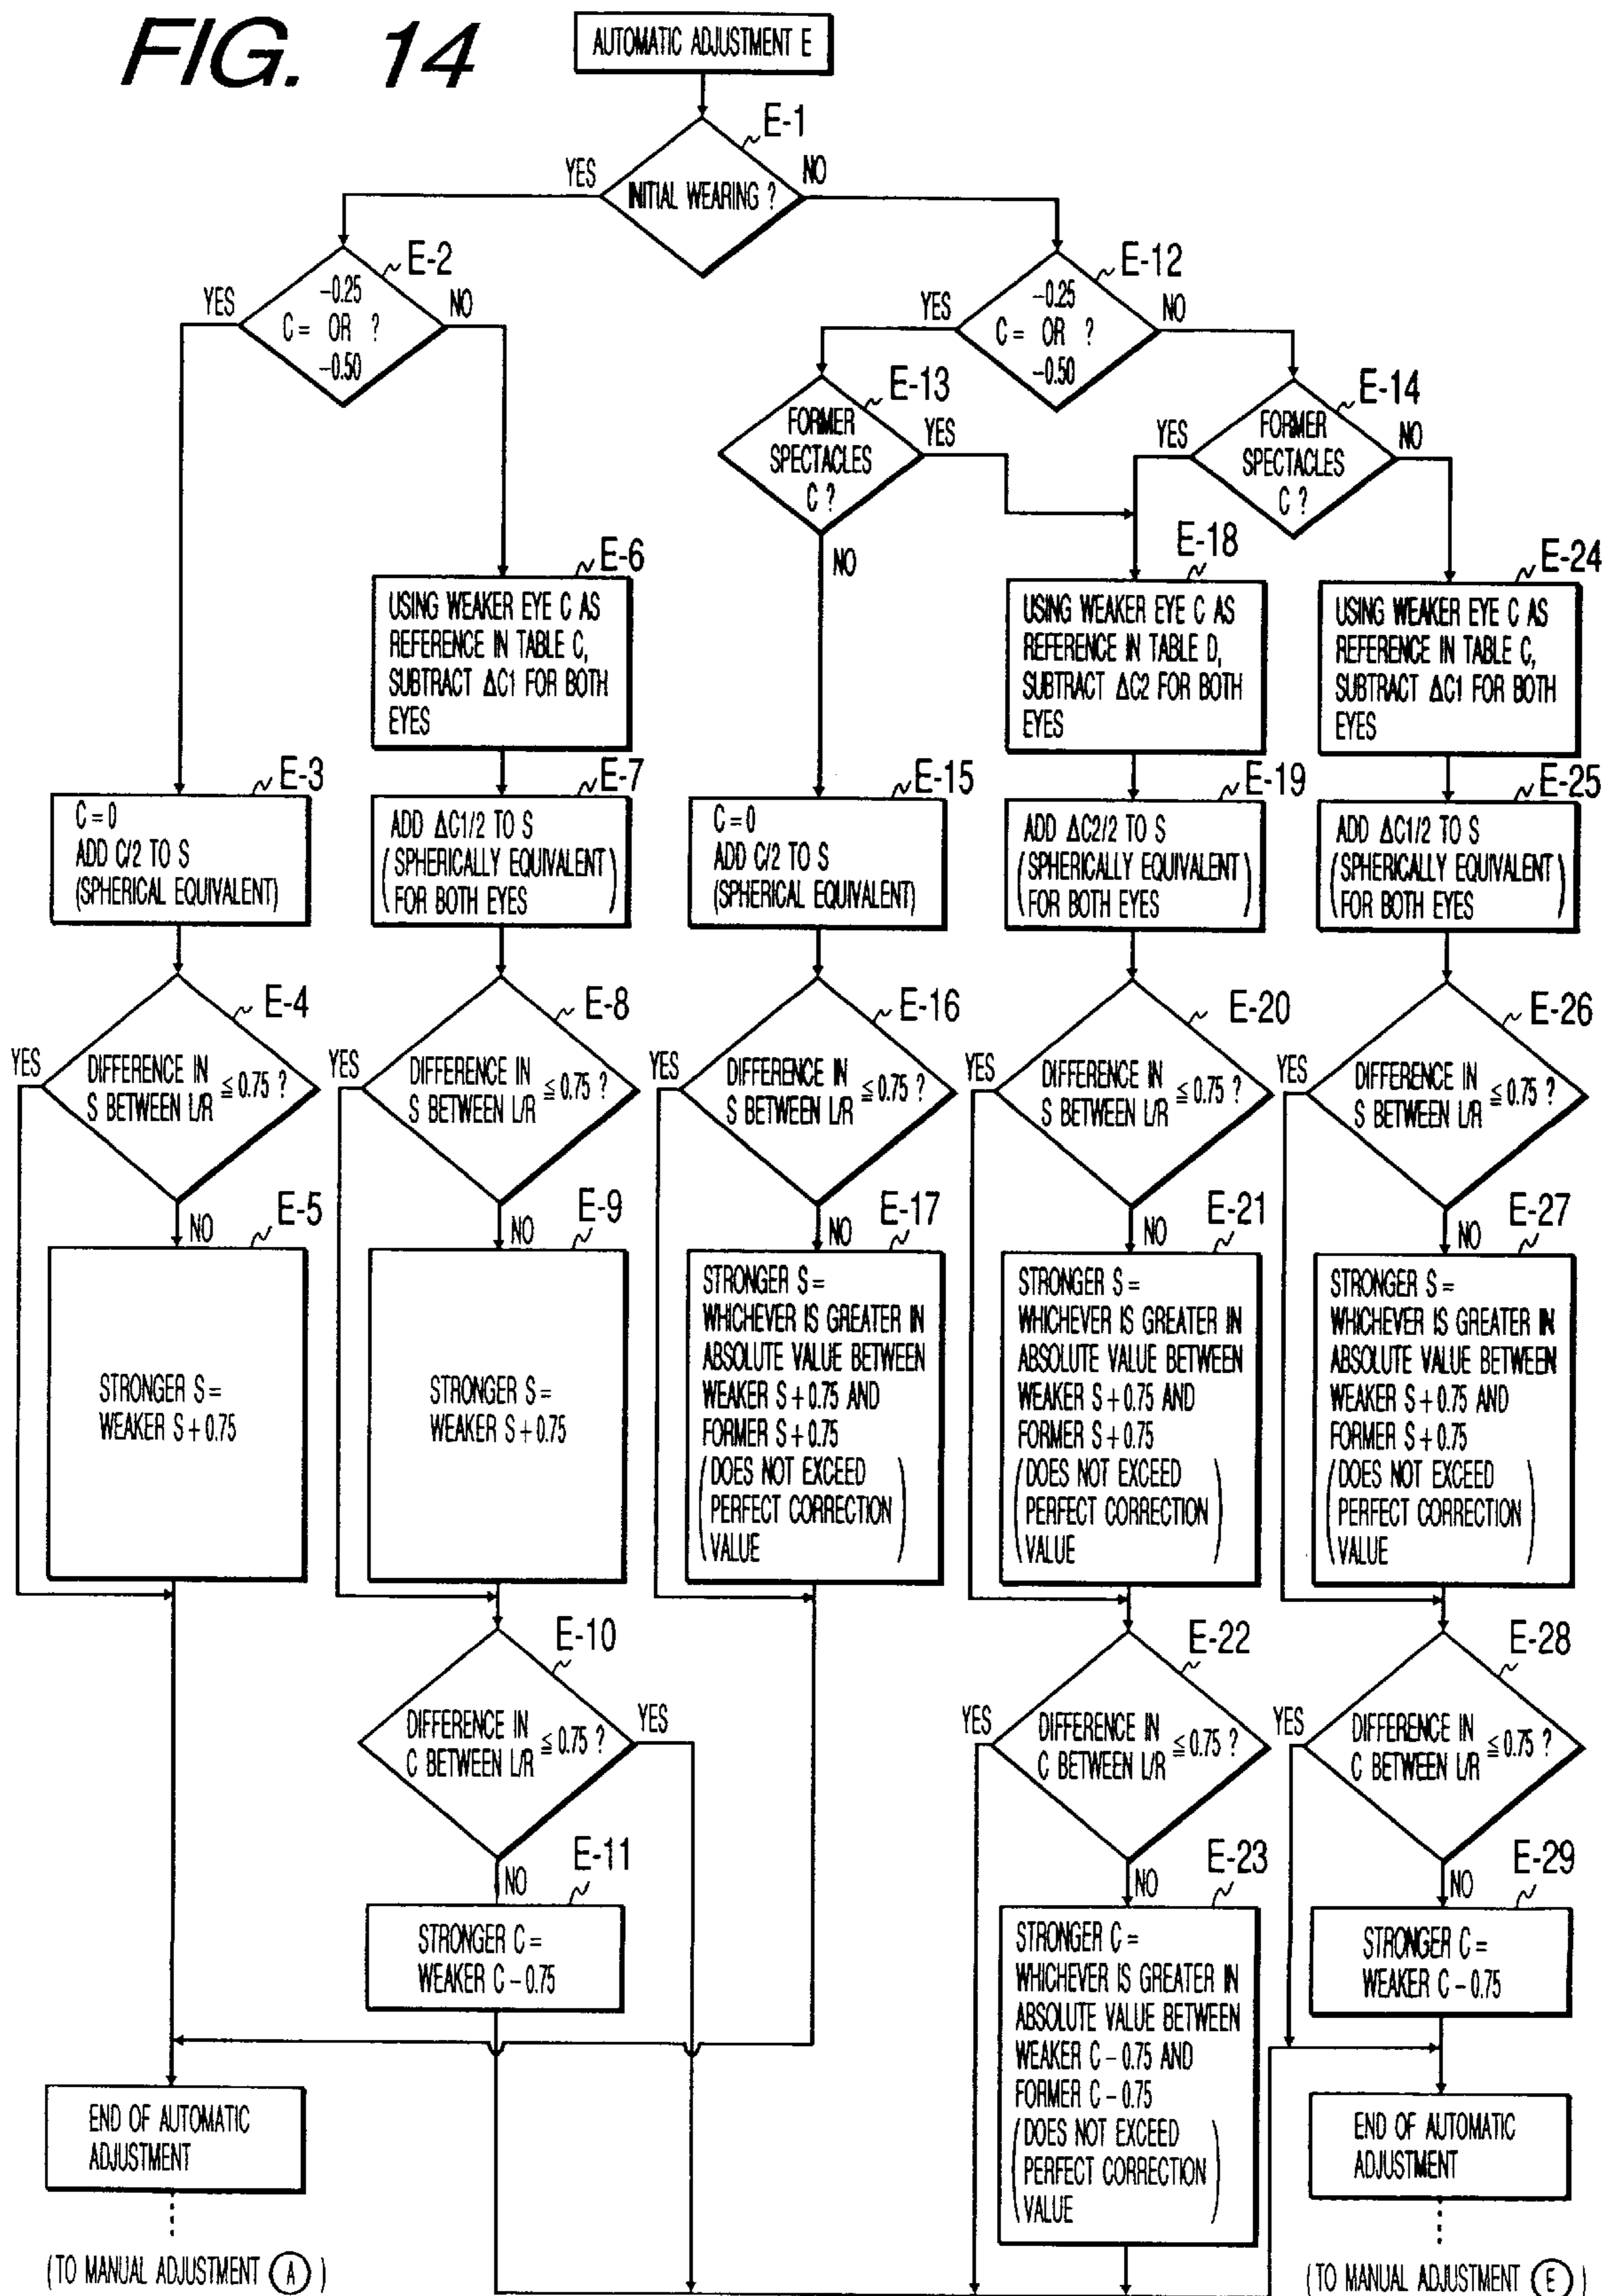 FIG. 14
AUTOMATIC ADJUSTMENT E
E-1
INITIAL WEARING ?
YES
NO
E-2
-0.25
C = OR ?
-0.50
YES
NO
E-12
-0.25
C = OR ?
-0.50
YES
NO
E-13
FORMER
SPECTACLES
C ?
YES
NO
E-14
FORMER
SPECTACLES
C ?
YES
NO
E-6
USING WEAKER EYE C AS
REFERENCE IN TABLE C,
SUBTRACT ΔC1 FOR BOTH
EYES
E-18
USING WEAKER EYE C AS
REFERENCE IN TABLE D,
SUBTRACT ΔC2 FOR BOTH
EYES
E-24
USING WEAKER EYE C AS
REFERENCE IN TABLE C,
SUBTRACT ΔC1 FOR BOTH
EYES
E-3
C = 0
ADD C/2 TO S
(SPHERICAL EQUIVALENT)
E-7
ADD ΔC1/2 TO S
(SPHERICALLY EQUIVALENT
FOR BOTH EYES)
E-15
C = 0
ADD C/2 TO S
(SPHERICAL EQUIVALENT)
E-19
ADD ΔC2/2 TO S
(SPHERICALLY EQUIVALENT
FOR BOTH EYES)
E-25
ADD ΔC1/2 TO S
(SPHERICALLY EQUIVALENT
FOR BOTH EYES)
E-4
YES
DIFFERENCE IN
S BETWEEN L/R ≦ 0.75 ?
NO
E-8
YES
DIFFERENCE IN
S BETWEEN L/R ≦ 0.75 ?
NO
E-16
YES
DIFFERENCE IN
S BETWEEN L/R ≦ 0.75 ?
NO
E-20
YES
DIFFERENCE IN
S BETWEEN L/R ≦ 0.75 ?
NO
E-26
YES
DIFFERENCE IN
S BETWEEN L/R ≦ 0.75 ?
NO
E-5
STRONGER S =
WEAKER S + 0.75
E-9
STRONGER S =
WEAKER S + 0.75
E-17
STRONGER S =
WHICHEVER IS GREATER IN
ABSOLUTE VALUE BETWEEN
WEAKER S + 0.75 AND
FORMER S + 0.75
(DOES NOT EXCEED
PERFECT CORRECTION
VALUE)
E-21
STRONGER S =
WHICHEVER IS GREATER IN
ABSOLUTE VALUE BETWEEN
WEAKER S + 0.75 AND
FORMER S + 0.75
(DOES NOT EXCEED
PERFECT CORRECTION
VALUE)
E-27
STRONGER S =
WHICHEVER IS GREATER IN
ABSOLUTE VALUE BETWEEN
WEAKER S + 0.75 AND
FORMER S + 0.75
(DOES NOT EXCEED
PERFECT CORRECTION
VALUE)
E-10
DIFFERENCE IN
C BETWEEN L/R ≦ 0.75 ?
YES
NO
E-22
YES
DIFFERENCE IN
C BETWEEN L/R ≦ 0.75 ?
NO
E-28
YES
DIFFERENCE IN
C BETWEEN L/R ≦ 0.75 ?
NO
E-11
STRONGER C =
WEAKER C - 0.75
E-23
STRONGER C =
WHICHEVER IS GREATER IN
ABSOLUTE VALUE BETWEEN
WEAKER C - 0.75 AND
FORMER C - 0.75
(DOES NOT EXCEED
PERFECT CORRECTION
VALUE)
E-29
STRONGER C =
WEAKER C - 0.75
END OF AUTOMATIC
ADJUSTMENT
(TO MANUAL ADJUSTMENT A)
END OF AUTOMATIC
ADJUSTMENT
(TO MANUAL ADJUSTMENT E)